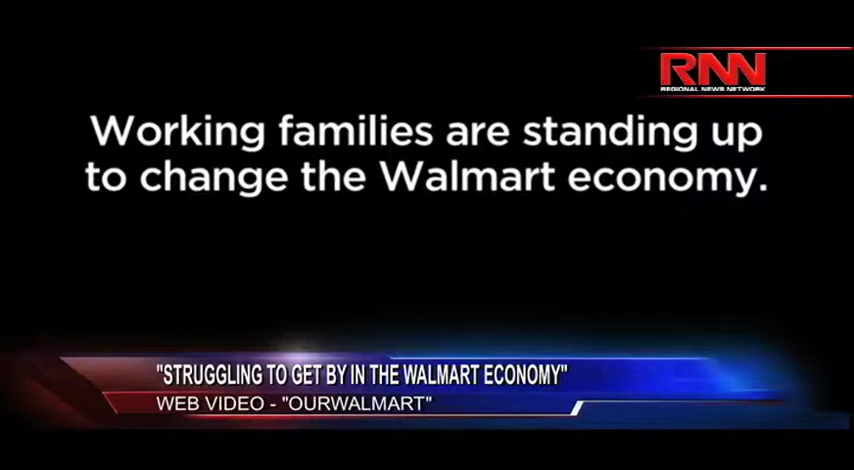 RNN
REGIONAL NEWS NETWORK
Working families are standing up
to change the Walmart economy.
"STRUGGLING TO GET BY IN THE WALMART ECONOMY"
WEB VIDEO - "OURWALMART"